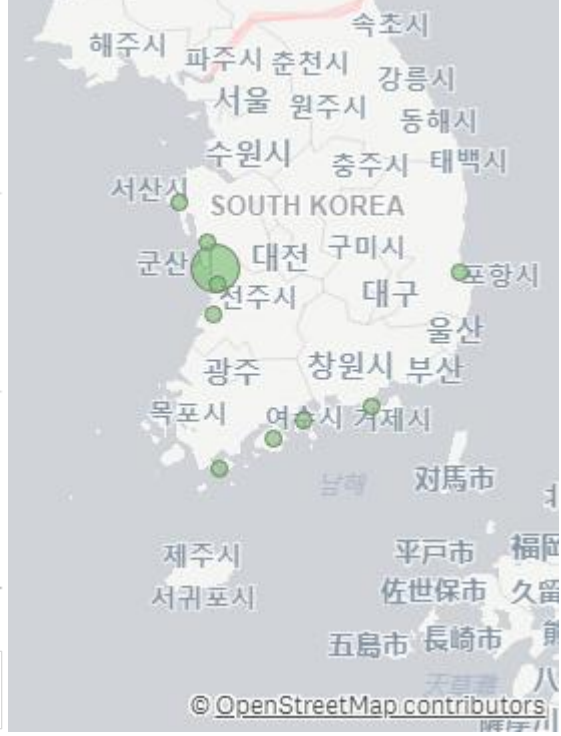 속초시
해주시
파주시
춘천시
강릉시
서울
원주시
동해시
수원시
충주시
태백시
서산시
SOUTH KOREA
군산
대전
구미시
포항시
전주시
대구
울산
광주
창원시
부산
목포시
여수시
거제시
남해
対馬市
제주시
平戸市
福岡
서귀포시
佐世保市
久留
五島市
長崎市
八
© OpenStreetMap contributors